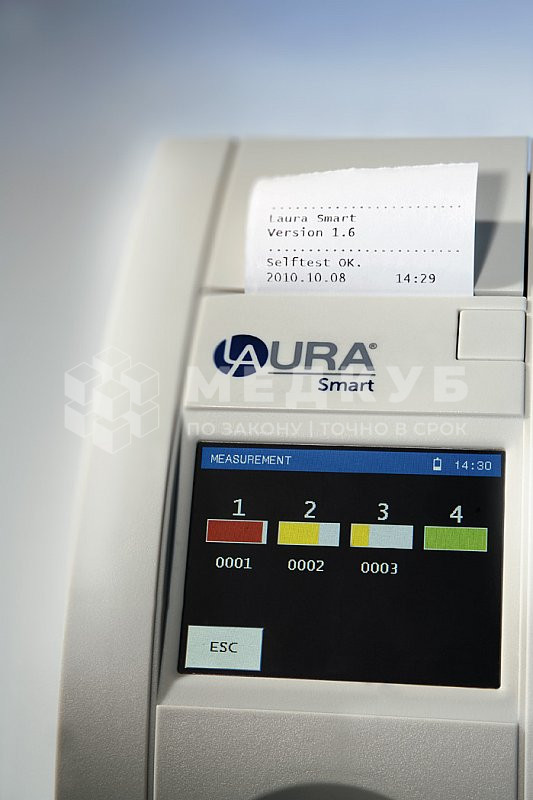 Laura Smart
Version 1.6
Selftest OK.
2010.10.08 14:29
LAURA®
Smart
МЕДКУБ
ПО ЗАКОНУ | ТОЧНО В СРОК
MEASUREMENT 14:30
1 2 3 4
0001 0002 0003
ESC